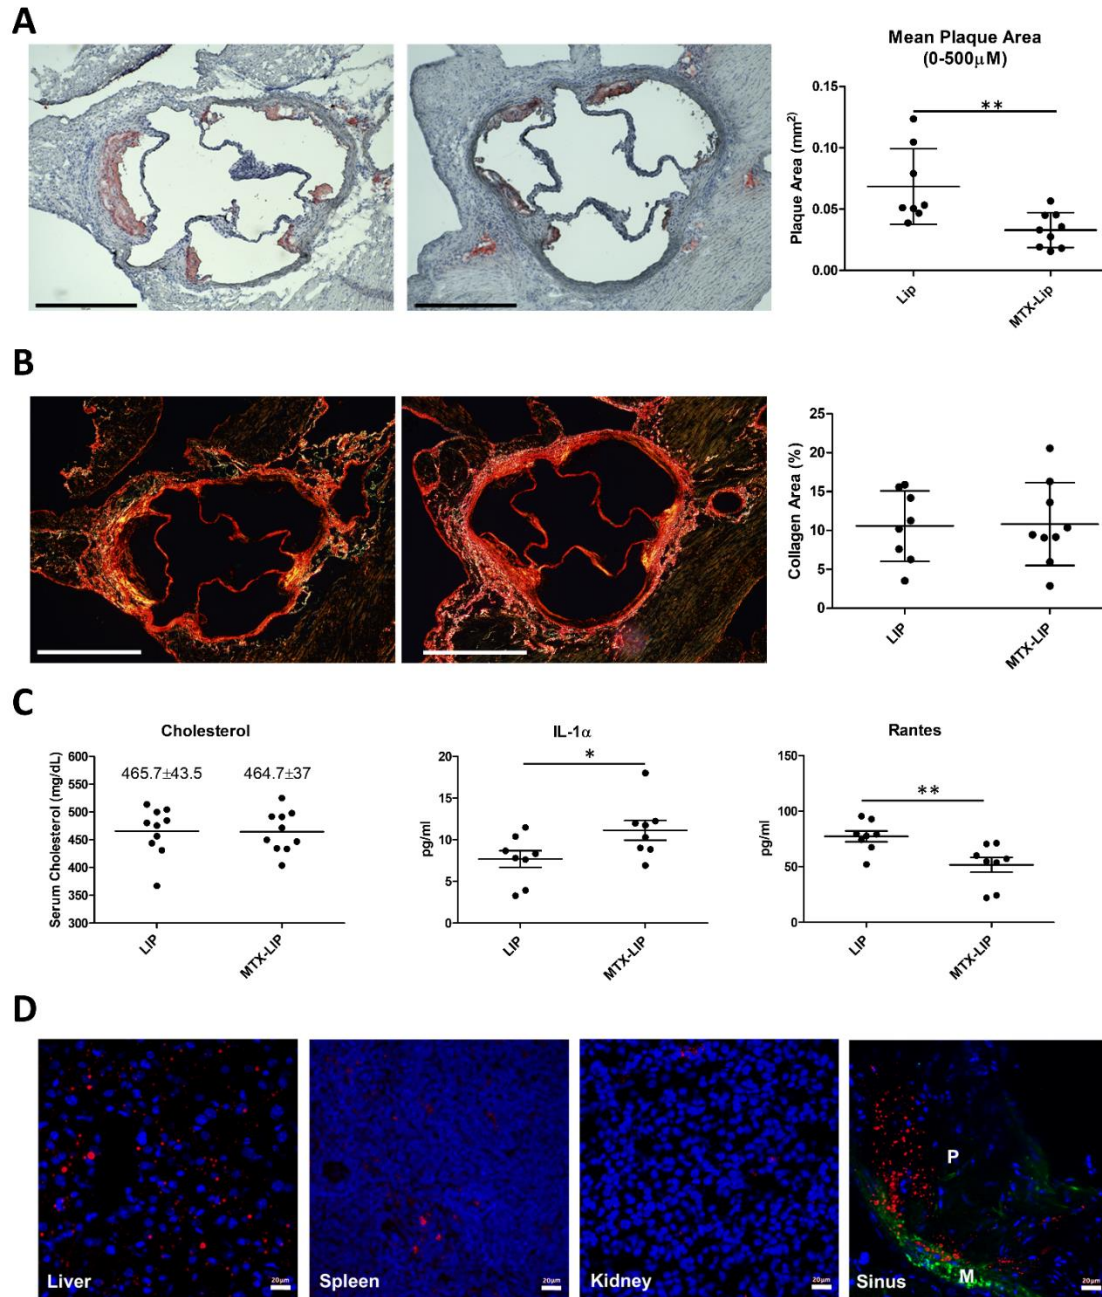 A
Mean Plaque Area
(0-500μM)
Plaque Area (mm²)
0.15
0.10
0.05
0.00
**
Lip
MTX-Lip
B
Collagen Area (%)
25
20
15
10
5
0
LIP
MTX-LIP
C
Cholesterol
Serum Cholesterol (mg/dL)
600
550
500
450
400
350
300
465.7±43.5
464.7±37
LIP
MTX-LIP
IL-1α
pg/ml
20
15
10
5
0
*
LIP
MTX-LIP
Rantes
pg/ml
150
100
50
0
**
LIP
MTX-LIP
D
Liver
20μm
Spleen
20μm
Kidney
20μm
P
M
Sinus
20μm